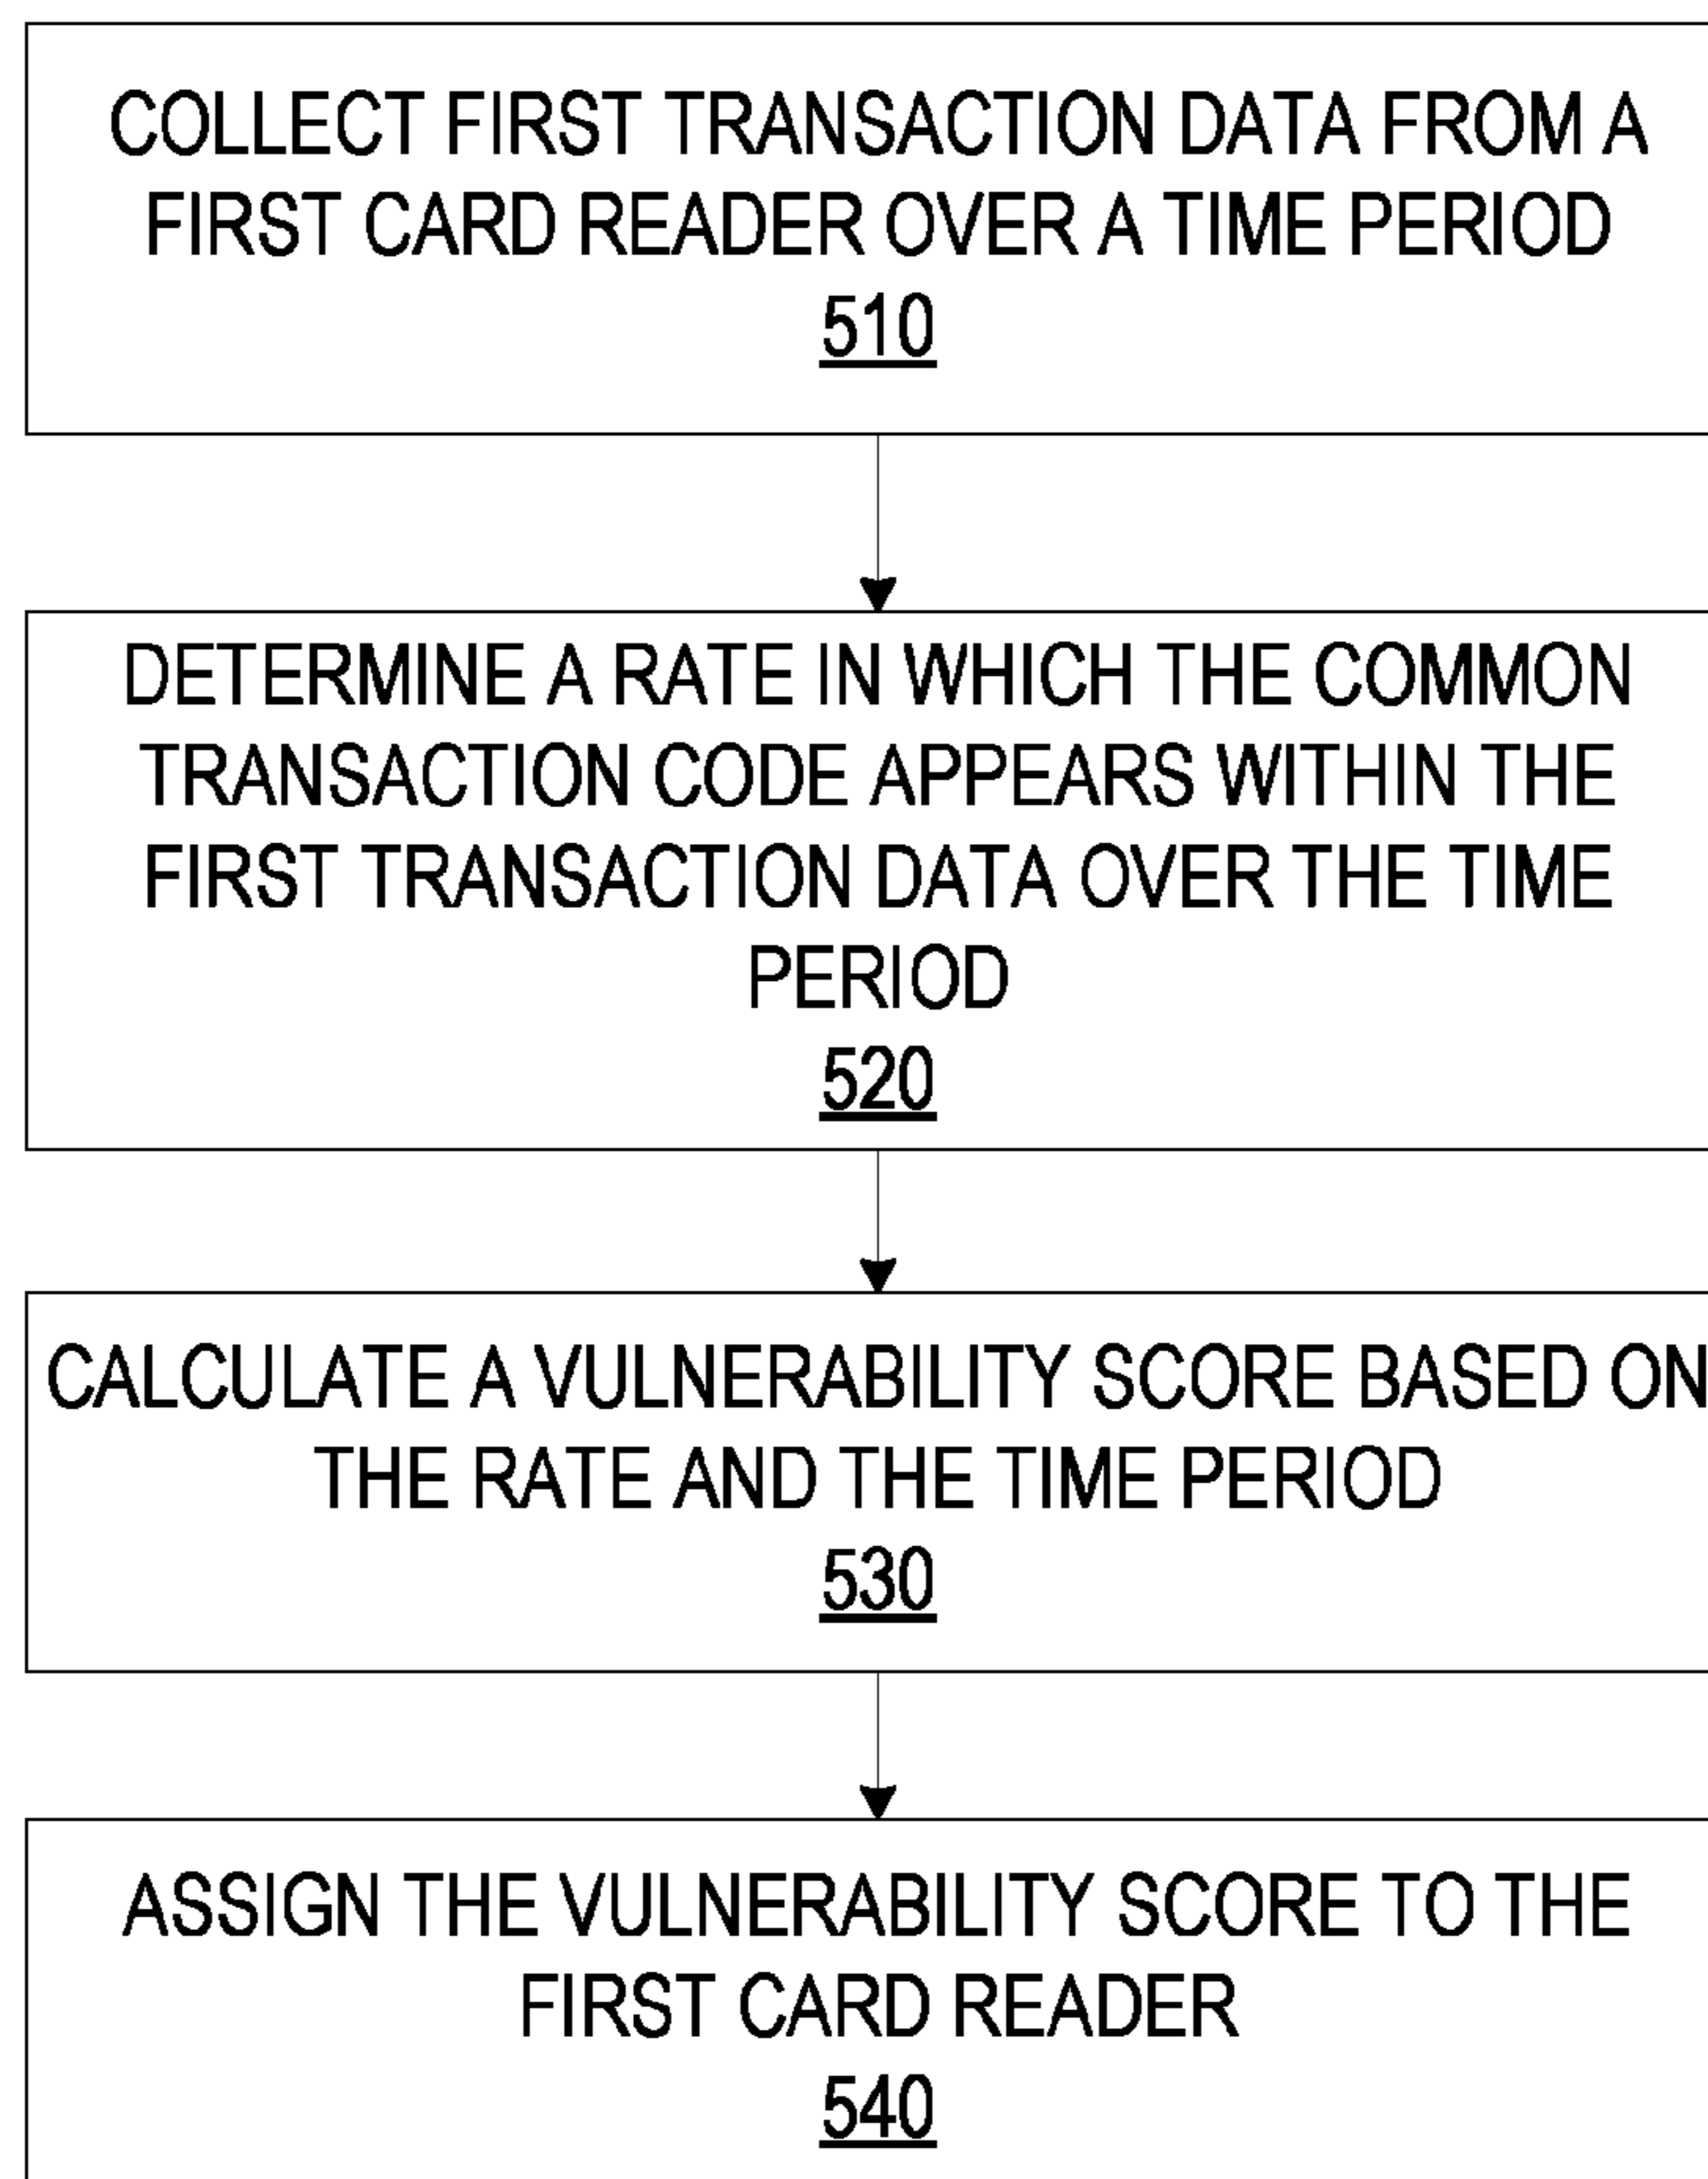 COLLECT FIRST TRANSACTION DATA FROM A
FIRST CARD READER OVER A TIME PERIOD
510
DETERMINE A RATE IN WHICH THE COMMON
TRANSACTION CODE APPEARS WITHIN THE
FIRST TRANSACTION DATA OVER THE TIME
PERIOD
520
CALCULATE A VULNERABILITY SCORE BASED ON
THE RATE AND THE TIME PERIOD
530
ASSIGN THE VULNERABILITY SCORE TO THE
FIRST CARD READER
540